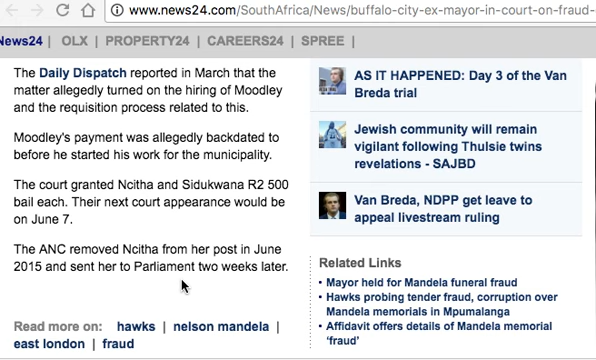 www.news24.com/SouthAfrica/News/buffalo-city-ex-mayor-in-court-on-fraud-
News24 | OLX | PROPERTY24 | CAREERS24 | SPREE |
The Daily Dispatch reported in March that the
matter allegedly turned on the hiring of Moodley
and the requisition process related to this.
Moodley's payment was allegedly backdated to
before he started his work for the municipality.
The court granted Ncitha and Sidukwana R2 500
bail each. Their next court appearance would be
on June 7.
The ANC removed Ncitha from her post in June
2015 and sent her to Parliament two weeks later.
Read more on: hawks | nelson mandela |
east london | fraud
AS IT HAPPENED: Day 3 of the Van
Breda trial
Jewish community will remain
vigilant following Thulsie twins
revelations - SAJBD
Van Breda, NDPP get leave to
appeal livestream ruling
Related Links
• Mayor held for Mandela funeral fraud
• Hawks probing tender fraud, corruption over
Mandela memorials in Mpumalanga
• Affidavit offers details of Mandela memorial
'fraud'